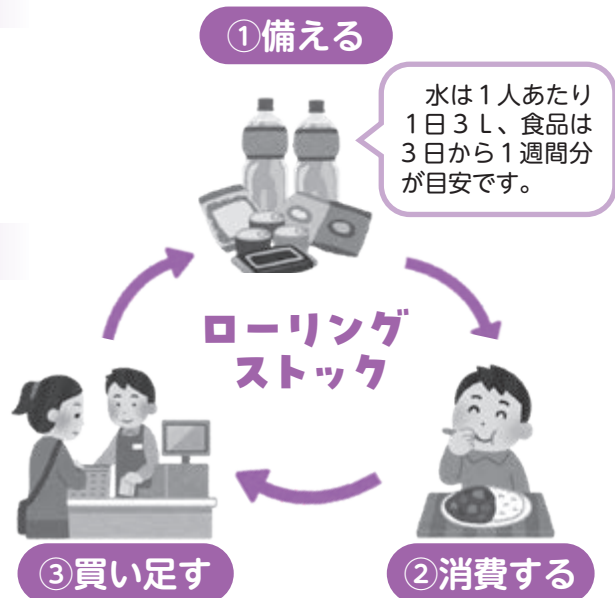 ①備える
水は1人あたり
1日3L、食品は
3日から1週間分
が目安です。
ローリング
ストック
②消費する
③買い足す